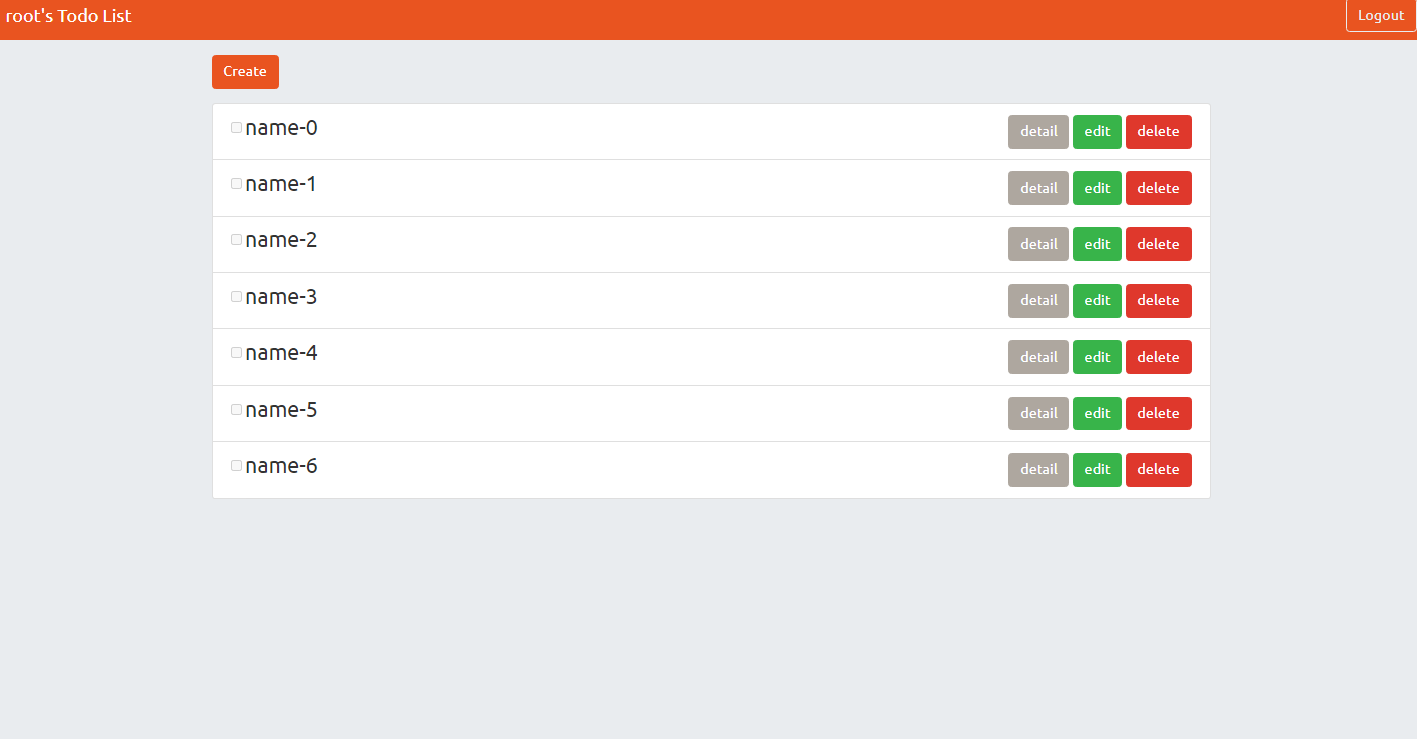 root's Todo List Logout
Create
name-0 detail edit delete
name-1 detail edit delete
name-2 detail edit delete
name-3 detail edit delete
name-4 detail edit delete
name-5 detail edit delete
name-6 detail edit delete